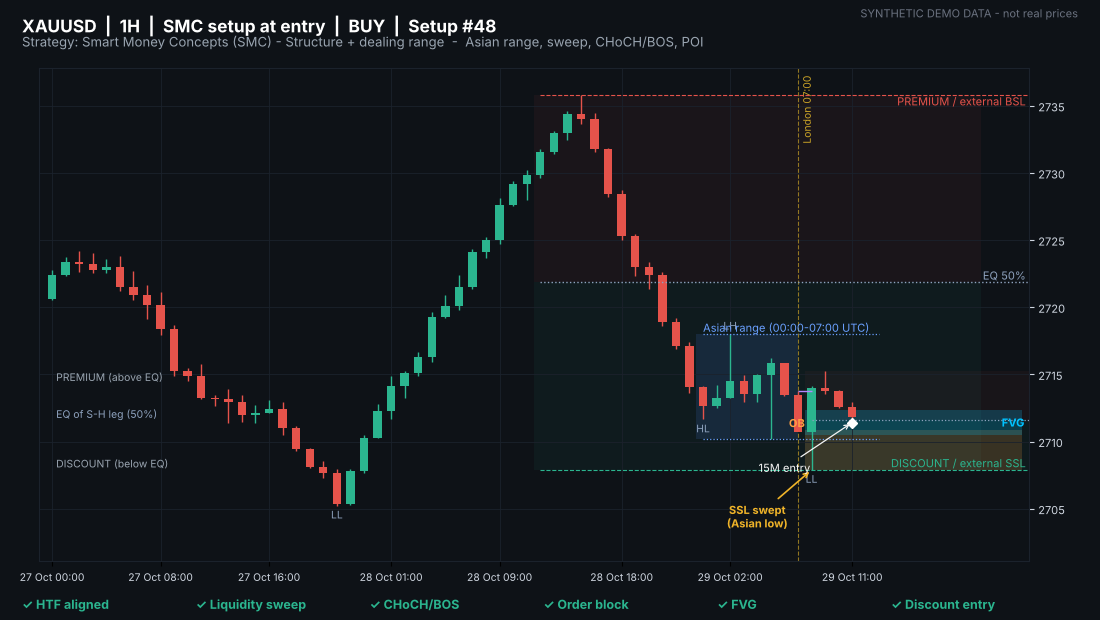 SYNTHETIC DEMO DATA - not real prices
XAUUSD | 1H | SMC setup at entry | BUY | Setup #48
Strategy: Smart Money Concepts (SMC) - Structure + dealing range - Asian range, sweep, CHoCH/BOS, POI
London 07:00
PREMIUM / external BSL
2735
2730
2725
EQ 50%
2720
LH
Asian range (00:00-07:00 UTC)
PREMIUM (above EQ)
2715
EQ of S-H leg (50%)
HL
OB
FVG
2710
DISCOUNT (below EQ)
15M entry
DISCOUNT / external SSL
LL
LL
SSL swept
(Asian low)
2705
27 Oct 00:00
27 Oct 08:00
27 Oct 16:00
28 Oct 01:00
28 Oct 09:00
28 Oct 18:00
29 Oct 02:00
29 Oct 11:00
✓ HTF aligned
✓ Liquidity sweep
✓ CHoCH/BOS
✓ Order block
✓ FVG
✓ Discount entry